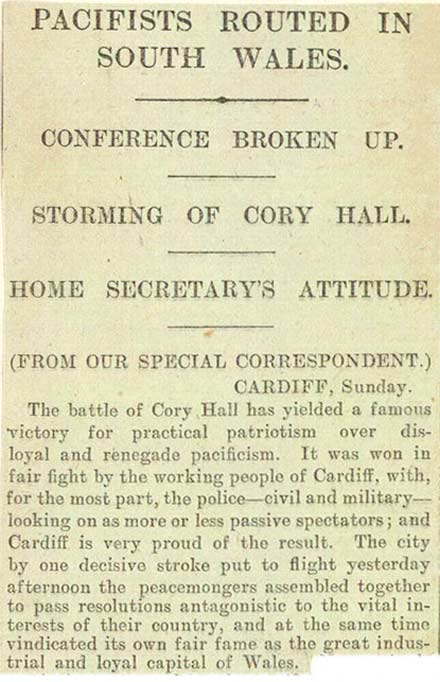 PACIFISTS ROUTED IN
SOUTH WALES.
CONFERENCE BROKEN UP.
STORMING OF CORY HALL.
HOME SECRETARY'S ATTITUDE.
(FROM OUR SPECIAL CORRESPONDENT.)
CARDIFF, Sunday.
The battle of Cory Hall has yielded a famous
victory for practical patriotism over dis-
loyal and renegade pacificism. It was won in
fair fight by the working people of Cardiff, with,
for the most part, the police—civil and military—
looking on as more or less passive spectators; and
Cardiff is very proud of the result. The city
by one decisive stroke put to flight yesterday
afternoon the peacemongers assembled together
to pass resolutions antagonistic to the vital in-
terests of their country, and at the same time
vindicated its own fair fame as the great indus-
trial and loyal capital of Wales.